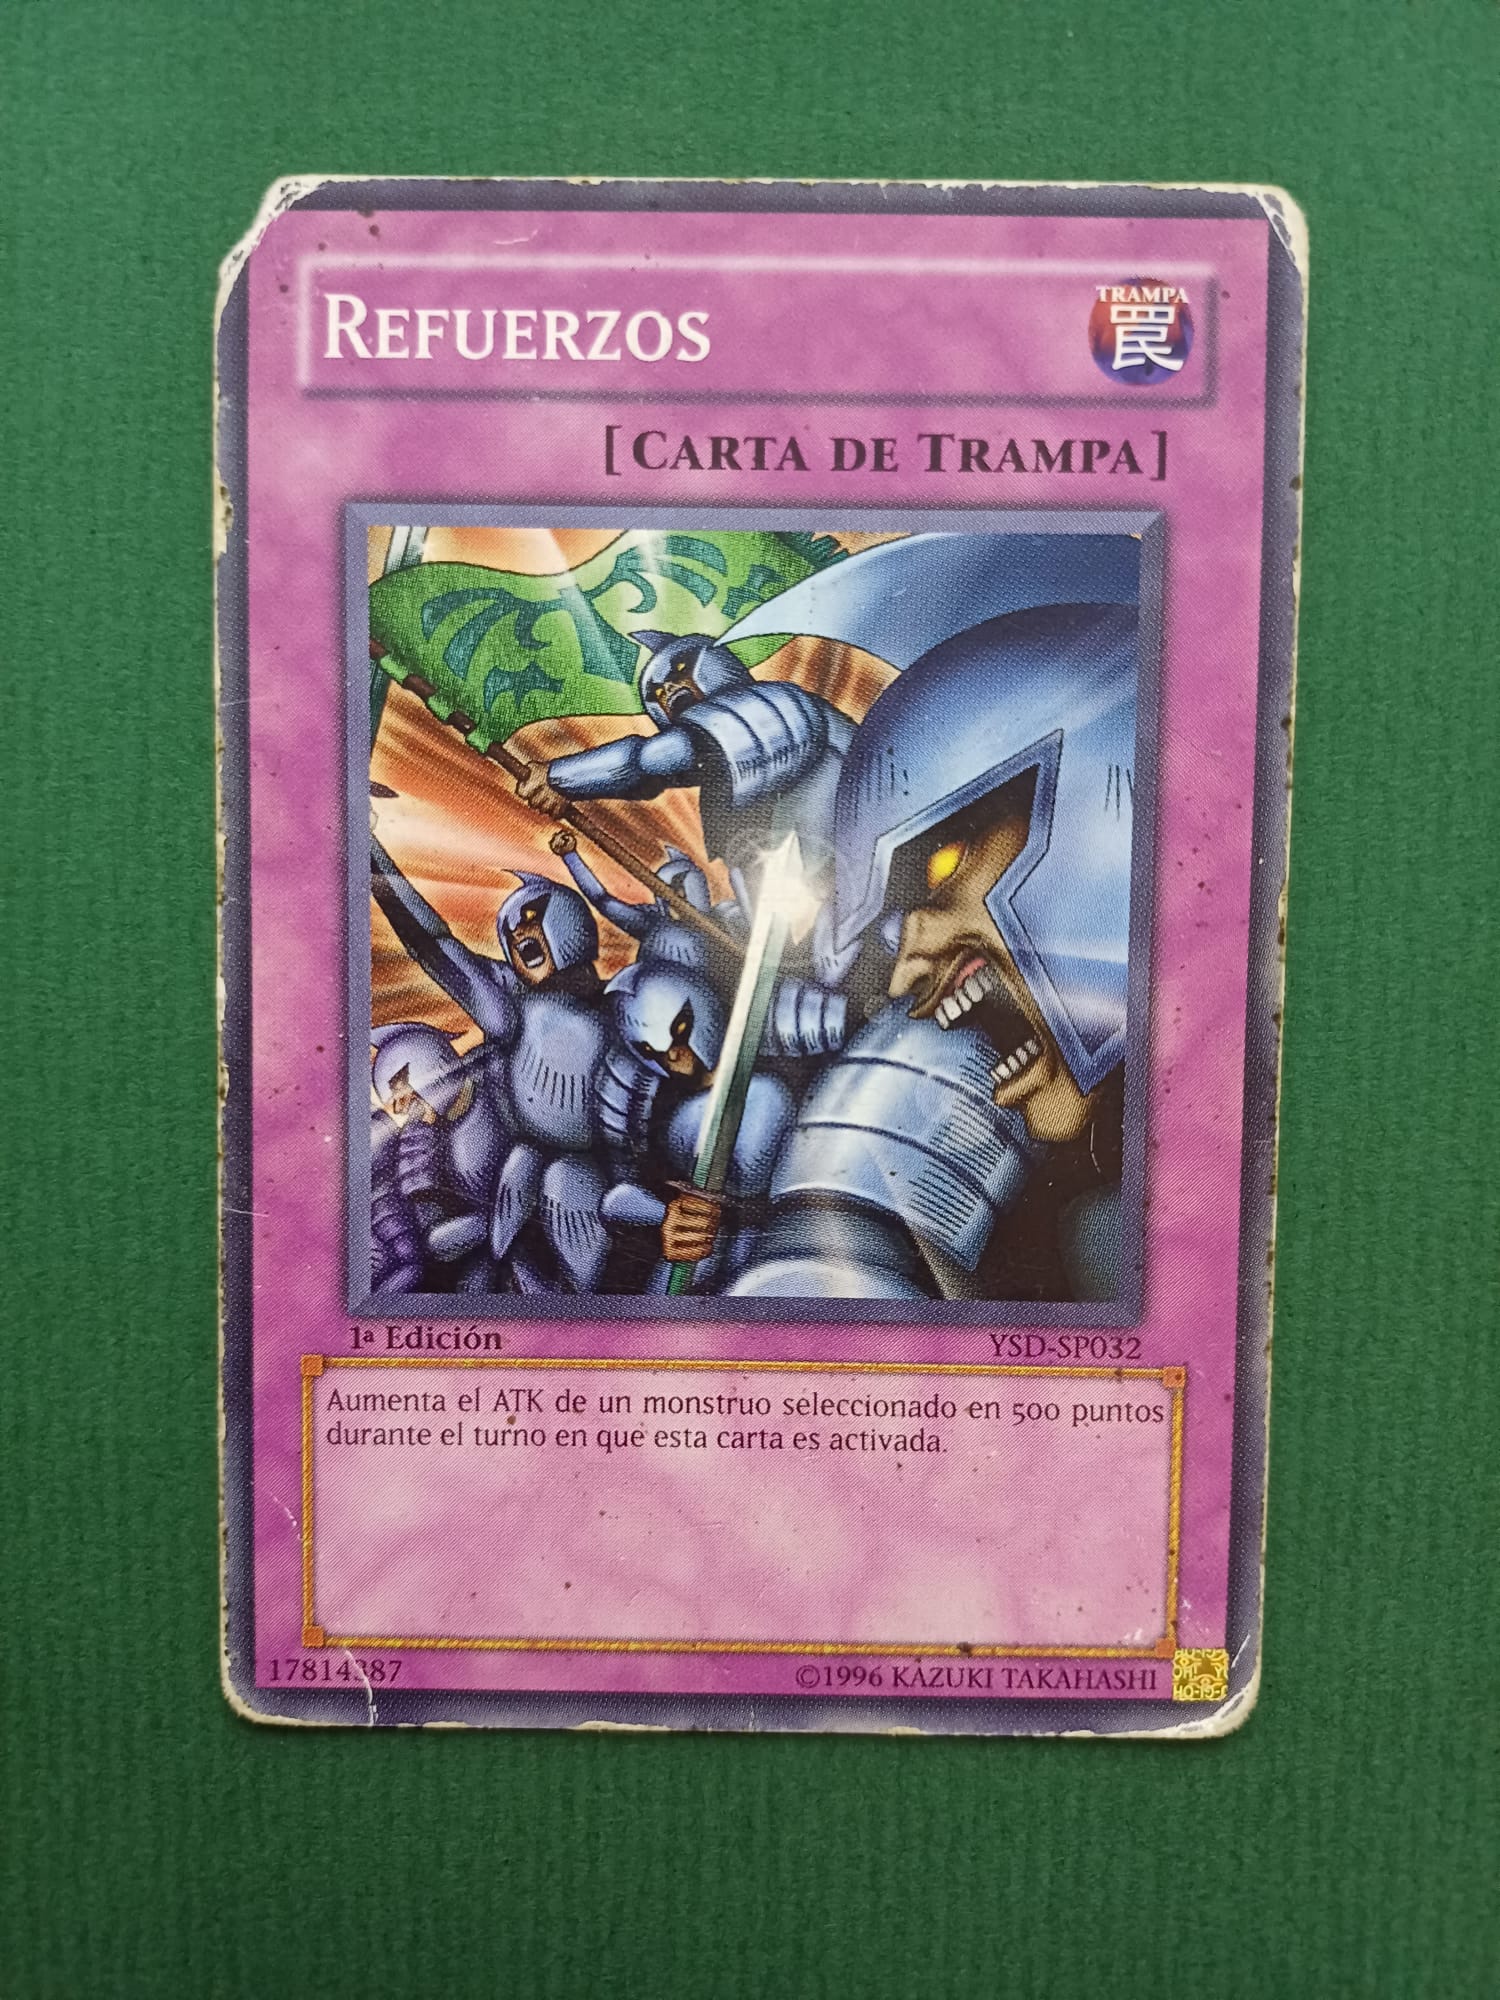 REFUERZOS
TRAMPA
罠
[CARTA DE TRAMPA]
1ª Edición
YSD-SP032
Aumenta el ATK de un monstruo seleccionado en 500 puntos
durante el turno en que esta carta es activada.
17814387
©1996 KAZUKI TAKAHASHI